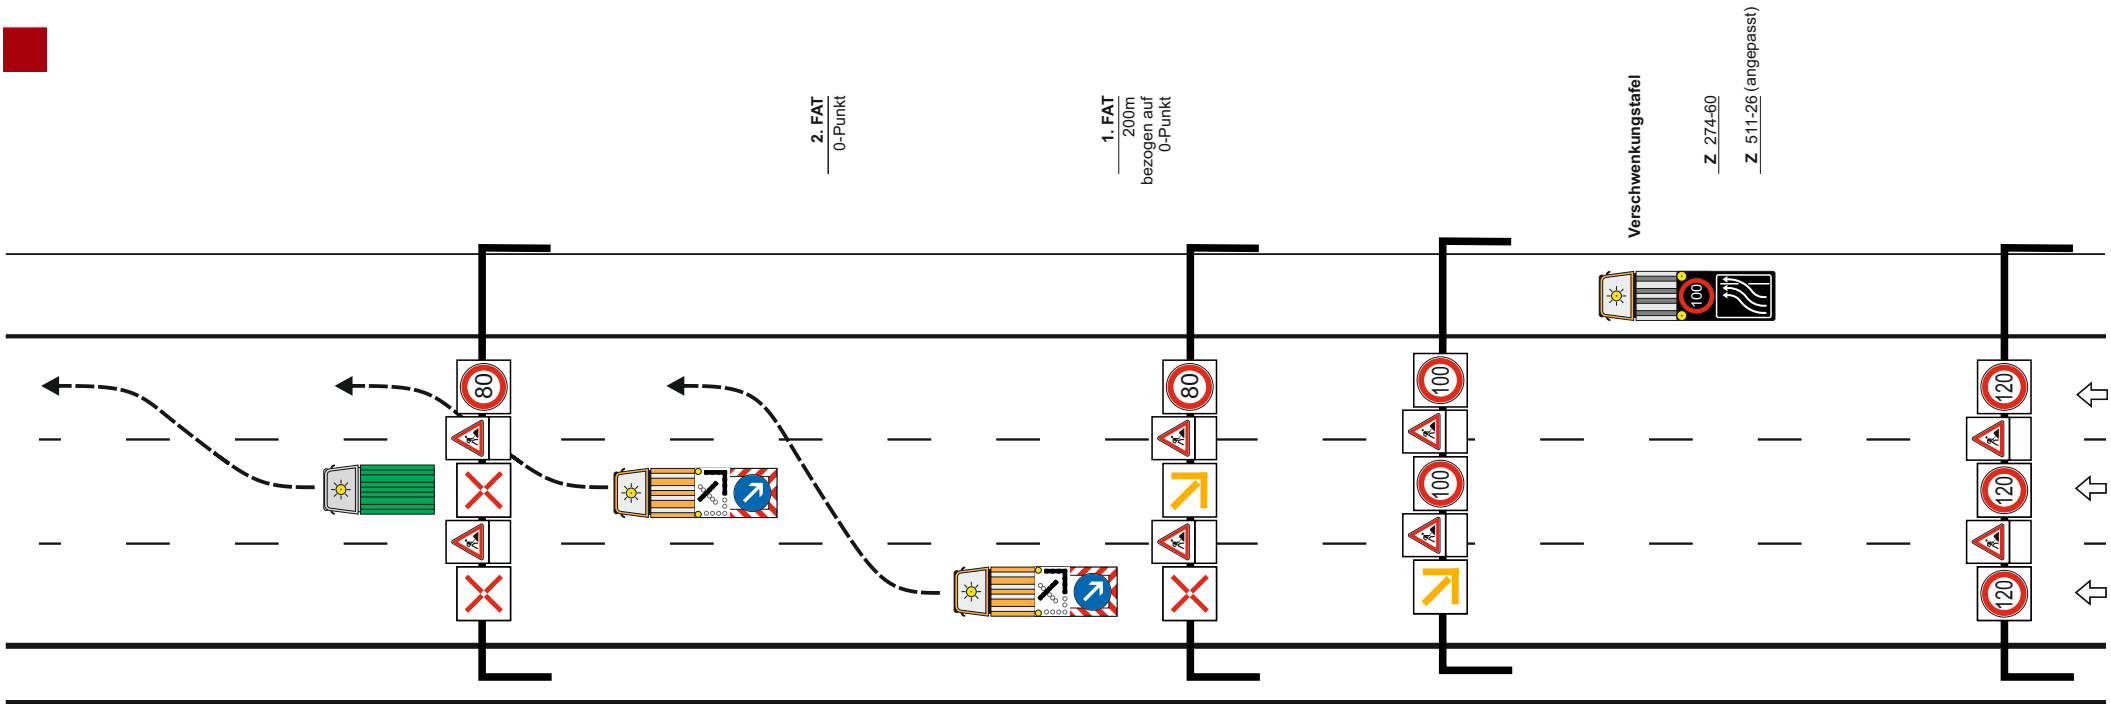 2. FAT
0-Punkt
1. FAT
200m
bezogen auf
0-Punkt
Verschwenkungstafel
Z 274-60
Z 511-26 (angepasst)
100
80
80
100
100
120
120
120